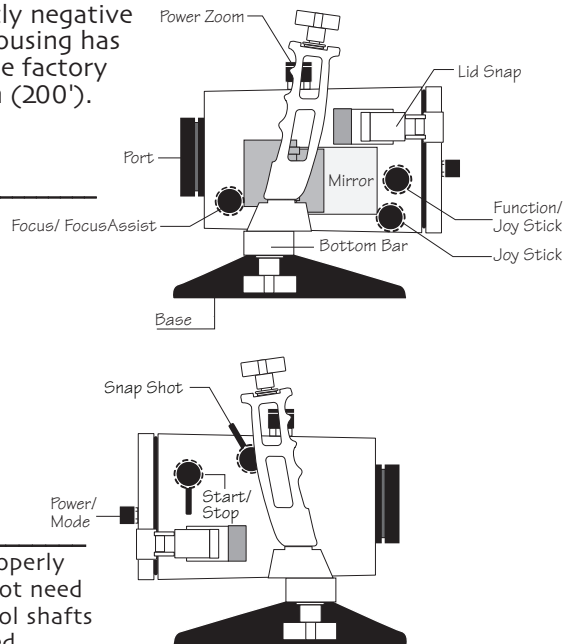 tly negative
ousing has
e factory
(200').
Power Zoom
Lid Snap
Port
Mirror
Function/
Joy Stick
Focus/ FocusAssist
Bottom Bar
Joy Stick
Base
Snap Shot
Start/
Stop
Power/
Mode
operly
ot need
ol shafts